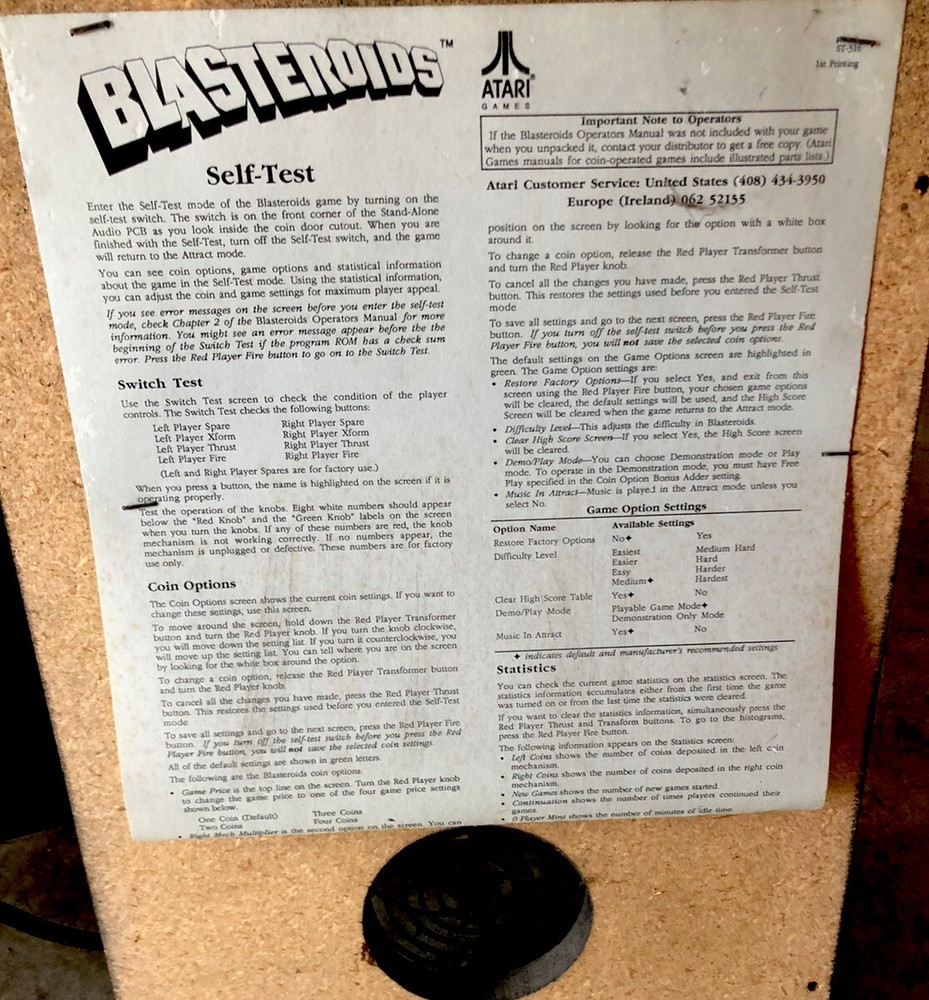 BLASTEROIDS™
Self-Test
Enter the Self-Test mode of the Blasteroids game by turning on the
self-test switch. The switch is on the front corner of the Stand-Alone
Audio PCB as you look inside the coin door cutout. When you are
finished with the Self-Test, turn off the Self-Test switch, and the game
will return to the Attract mode.
You can see coin options, game options and statistical information
about the game in the Self-Test mode. Using the statistical information,
you can adjust the coin and game settings for maximum player appeal.
If you see error messages on the screen before you enter the self-test
mode, check Chapter 2 of the Blasteroids Operators Manual for more
information. You might see an error message appear before the the
beginning of the Switch Test if the program ROM has a check sum
error. Press the Red Player Fire button to go on to the Switch Test.
Switch Test
Use the Switch Test screen to check the condition of the player
controls. The Switch Test checks the following buttons:
Left Player Spare Right Player Spare
Left Player Xform Right Player Xform
Left Player Thrust Right Player Thrust
Left Player Fire Right Player Fire
(Left and Right Player Spares are for factory use.)
When you press a button, the name is highlighted on the screen if it is
operating properly.
Test the operation of the knobs. Eight white numbers should appear
below the "Red Knob" and the "Green Knob" labels on the screen
when you turn the knobs. If any of these numbers are red, the knob
mechanism is not working correctly. If no numbers appear, the
mechanism is unplugged or defective. These numbers are for factory
use only.
Coin Options
The Coin Options screen shows the current coin settings. If you want to
change these settings, use this screen.
To move around the screen, hold down the Red Player Transformer
button and turn the Red Player knob. If you turn the knob clockwise,
you will move down the setting list. If you turn it counterclockwise, you
will move up the setting list. You can tell where you are on the screen
by looking for the white box around the option.
To change a coin option, release the Red Player Transformer button
and turn the Red Player knob.
To cancel all the changes you have made, press the Red Player Thrust
button. This restores the settings used before you entered the Self-Test
mode
To save all settings and go to the next screen, press the Red Player Fire
button. If you turn off the self-test switch before you press the Red
Player Fire button, you will not save the selected coin settings.
All of the default settings are shown in green letters.
The following are the Blasteroids coin options:
• Game Price is the top line on the screen. Turn the Red Player knob
to change the game price to one of the four game price settings
shown below.
One Coin (Default) Three Coins
Two Coins Four Coins
• Right Mech Multiplier is the second option on the screen. You can
ATARI®
GAMES
ST-316
1st Printing
Important Note to Operators
If the Blasteroids Operators Manual was not included with your game
when you unpacked it, contact your distributor to get a free copy. (Atari
Games manuals for coin-operated games include illustrated parts lists.)
Atari Customer Service: United States (408) 434-3950
Europe (Ireland) 062 52155
position on the screen by looking for the option with a white box
around it.
To change a coin option, release the Red Player Transformer button
and turn the Red Player knob.
To cancel all the changes you have made, press the Red Player Thrust
button. This restores the settings used before you entered the Self-Test
mode
To save all settings and go to the next screen, press the Red Player Fire
button. If you turn off the self-test switch before you press the Red
Player Fire button, you will not save the selected coin options.
The default settings on the Game Options screen are highlighted in
green. The Game Option settings are:
• Restore Factory Options—If you select Yes, and exit from this
screen using the Red Player Fire button, your chosen game options
will be cleared, the default settings will be used, and the High Score
Screen will be cleared when the game returns to the Attract mode.
• Difficulty Level—This adjusts the difficulty in Blasteroids.
• Clear High Score Screen—If you select Yes, the High Score screen
will be cleared.
• Demo/Play Mode—You can choose Demonstration mode or Play
mode. To operate in the Demonstration mode, you must have Free
Play specified in the Coin Option Bonus Adder setting.
• Music In Attract—Music is played in the Attract mode unless you
select No.
Game Option Settings
Option Name Available Settings
Restore Factory Options No✦ Yes
Difficulty Level Easiest Medium Hard
Easier Hard
Easy Harder
Medium✦ Hardest
Clear High Score Table Yes✦ No
Demo/Play Mode Playable Game Mode✦
Demonstration Only Mode
Music In Attract Yes✦ No
✦ indicates default and manufacturer's recommended settings
Statistics
You can check the current game statistics on the statistics screen. The
statistics information accumulates either from the first time the game
was turned on or from the last time the statistics were cleared.
If you want to clear the statistics information, simultaneously press the
Red Player Thrust and Transform buttons. To go to the histograms,
press the Red Player Fire button.
The following information appears on the Statistics screen:
• Left Coins shows the number of coins deposited in the left coin
mechanism.
• Right Coins shows the number of coins deposited in the right coin
mechanism.
• New Games shows the number of new games started.
• Continuation shows the number of times players continued their
games.
• 0 Player Mins shows the number of minutes of idle time.